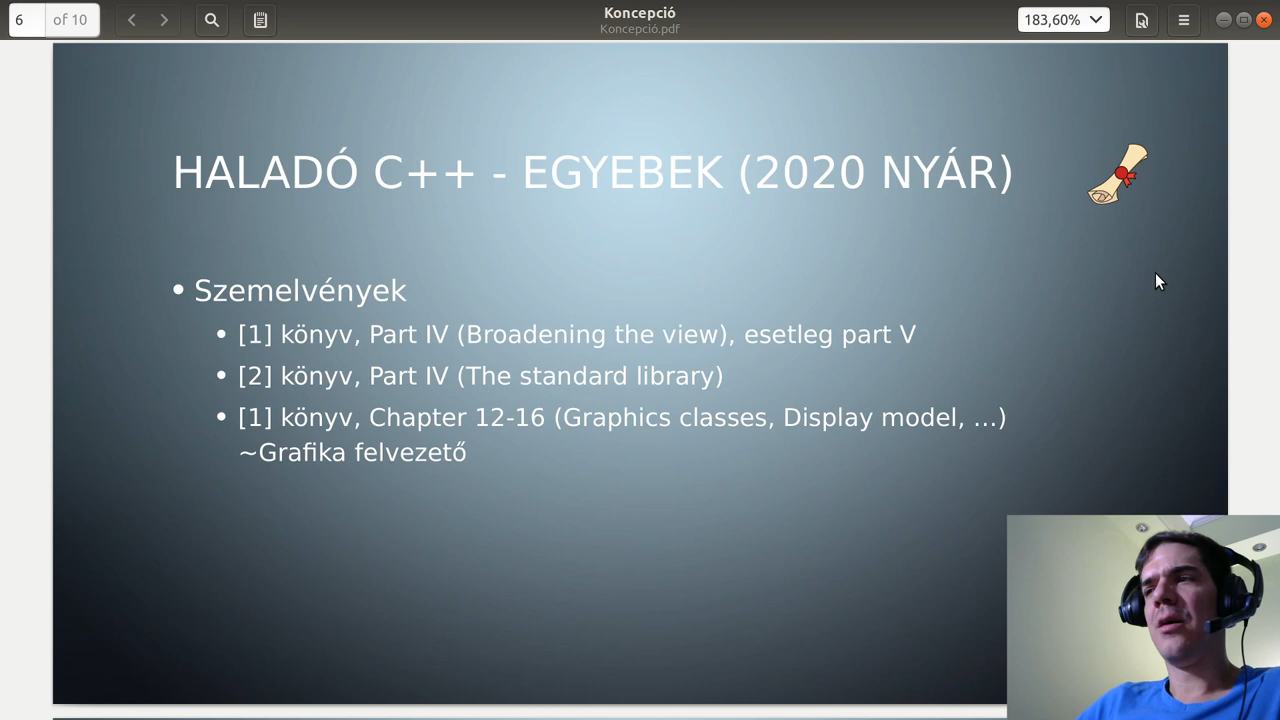 6 of 10
Koncepció
Koncepció.pdf
183,60%
HALADÓ C++ - EGYEBEK (2020 NYÁR)
• Szemelvények
• [1] könyv, Part IV (Broadening the view), esetleg part V
• [2] könyv, Part IV (The standard library)
• [1] könyv, Chapter 12-16 (Graphics classes, Display model, ...)
~Grafika felvezető